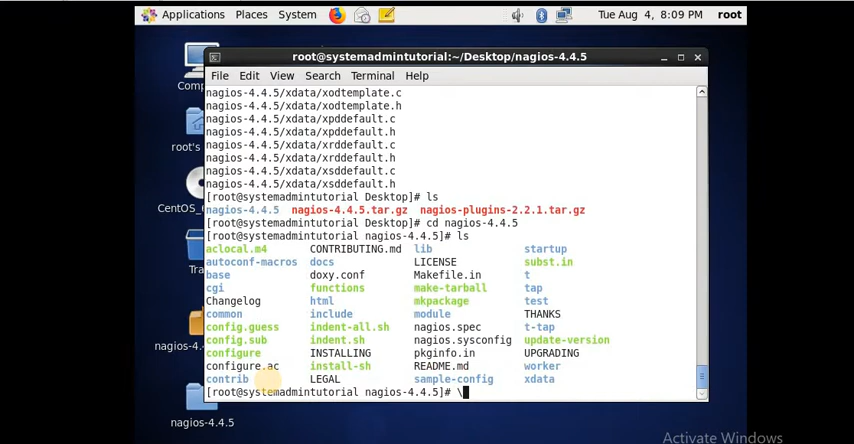 Applications Places System Tue Aug 4, 8:09 PM root
root@systemadmintutorial:~/Desktop/nagios-4.4.5
File Edit View Search Terminal Help
nagios-4.4.5/xdata/xodtemplate.c
nagios-4.4.5/xdata/xodtemplate.h
nagios-4.4.5/xdata/xpddefault.c
nagios-4.4.5/xdata/xpddefault.h
nagios-4.4.5/xdata/xrddefault.c
nagios-4.4.5/xdata/xrddefault.h
nagios-4.4.5/xdata/xsddefault.c
nagios-4.4.5/xdata/xsddefault.h
[root@systemadmintutorial Desktop]# ls
nagios-4.4.5 nagios-4.4.5.tar.gz nagios-plugins-2.2.1.tar.gz
[root@systemadmintutorial Desktop]# cd nagios-4.4.5
[root@systemadmintutorial nagios-4.4.5]# ls
aclocal.m4 CONTRIBUTING.md lib startup
autoconf-macros docs LICENSE subst.in
base doxy.conf Makefile.in t
cgi functions make-tarball tap
Changelog html mkpackage test
common include module THANKS
config.guess indent-all.sh nagios.spec t-tap
config.sub indent.sh nagios.sysconfig update-version
configure INSTALLING pkginfo.in UPGRADING
configure.ac install-sh README.md worker
contrib LEGAL sample-config xdata
[root@systemadmintutorial nagios-4.4.5]# \
Comp
root's
CentOS_6
Tra
nagios-4.4
nagios-4.4.5
Activate Windows